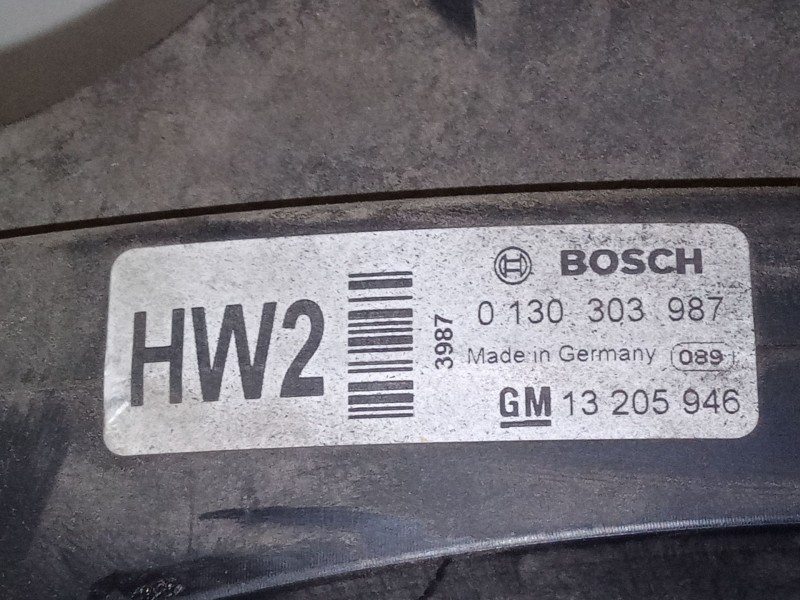 HW2
3987
BOSCH
0 130 303 987
Made in Germany 089
GM 13 205 946